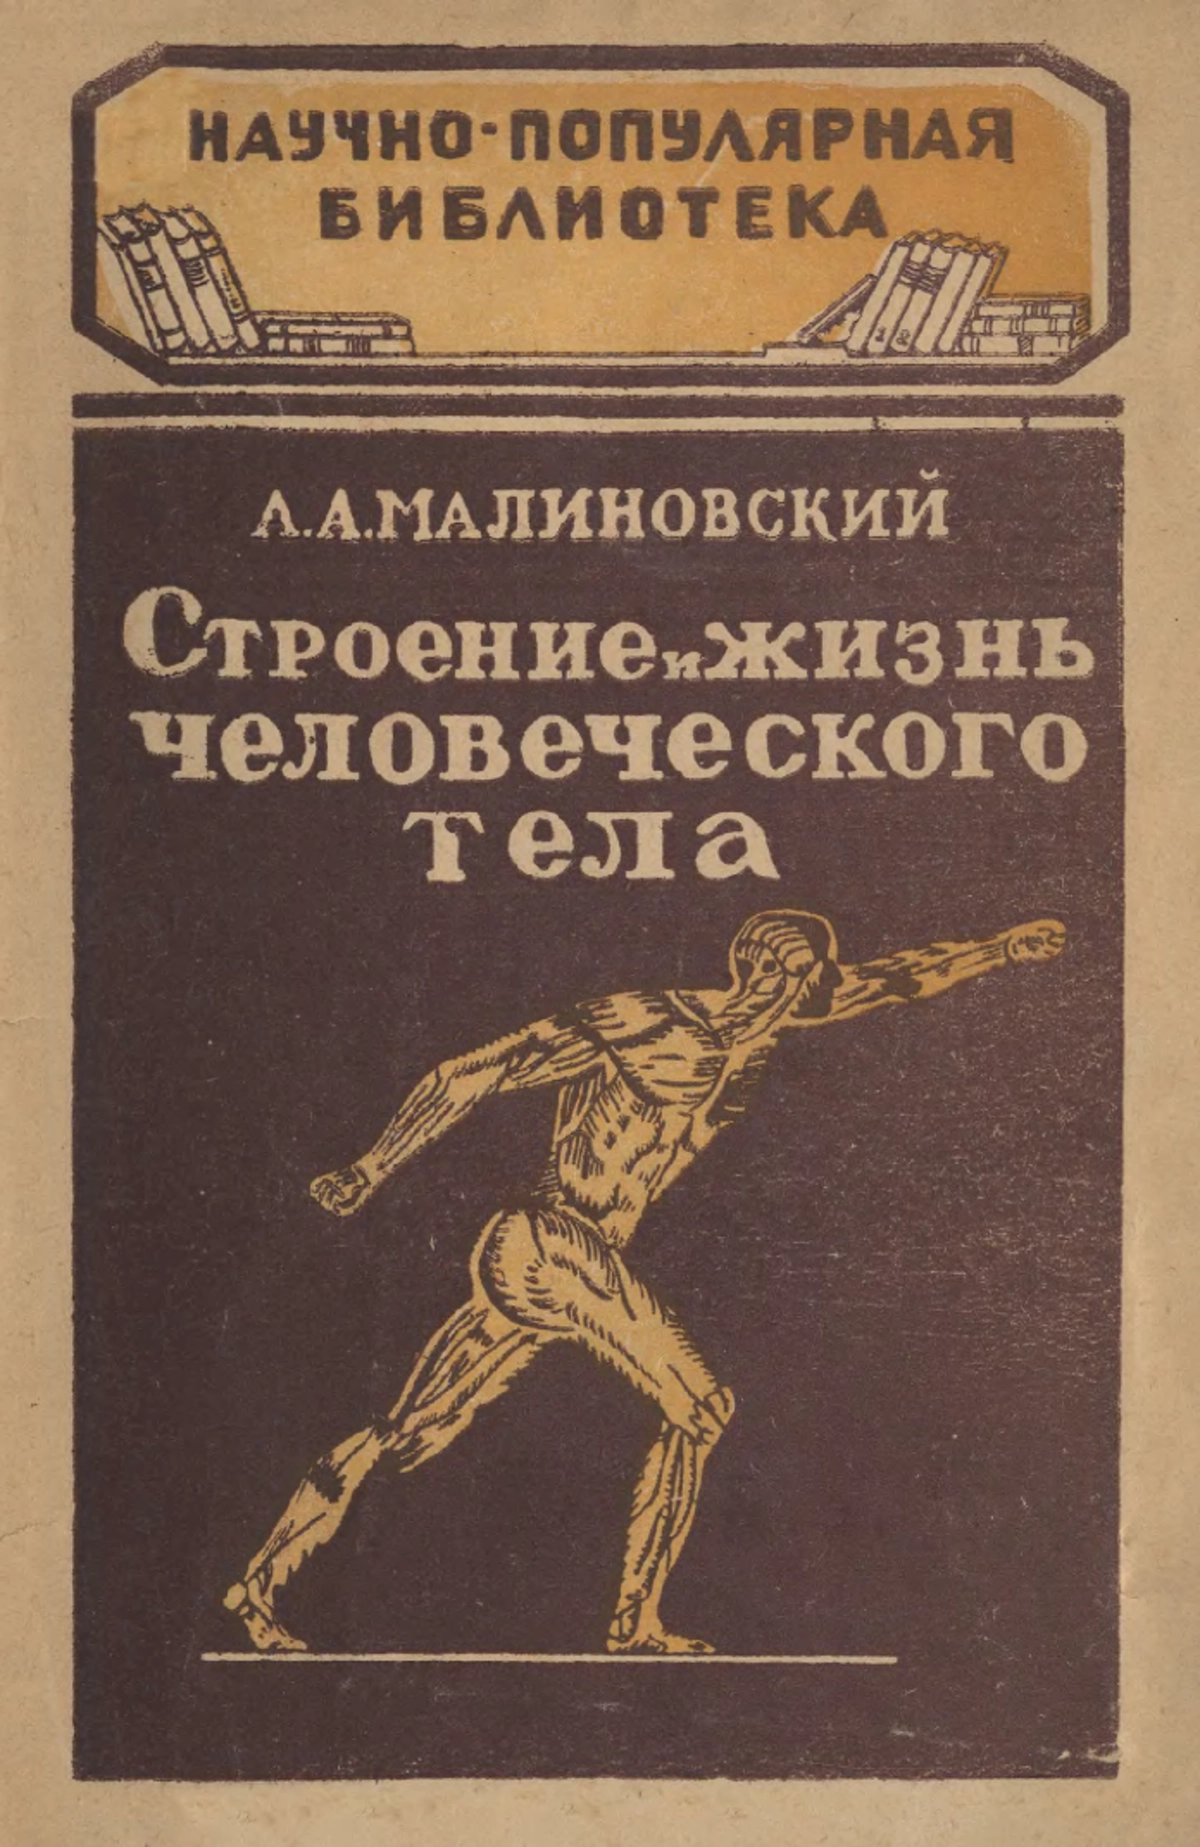 НАУЧНО-ПОПУЛЯРНАЯ
БИБЛИОТЕКА
А.А.МАЛИНОВСКИЙ
Строение и жизнь
человеческого
тела